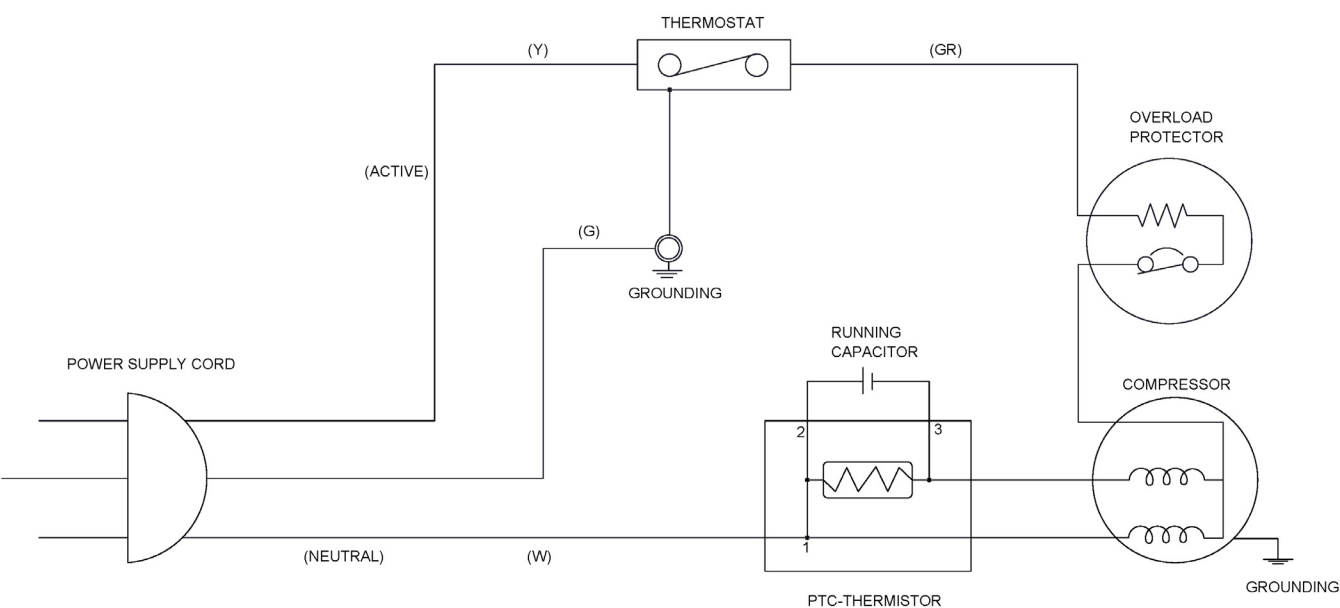 THERMOSTAT
(Y)
(GR)
OVERLOAD
PROTECTOR
(ACTIVE)
(G)
GROUNDING
RUNNING
CAPACITOR
POWER SUPPLY CORD
COMPRESSOR
2
3
1
(NEUTRAL)
(W)
GROUNDING
PTC-THERMISTOR